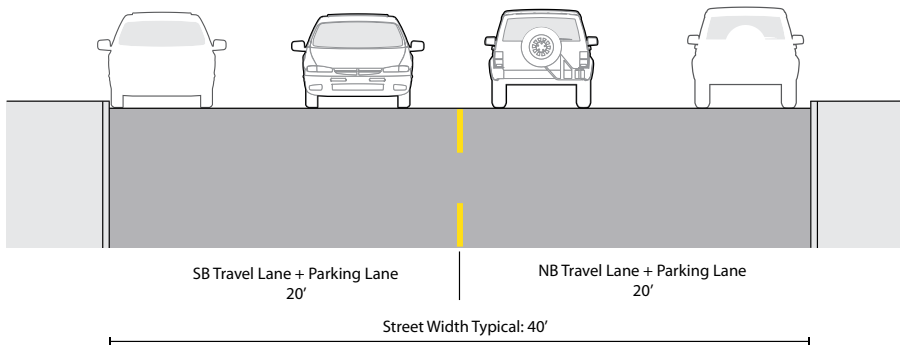 SB Travel Lane + Parking Lane
20’
NB Travel Lane + Parking Lane
20’
Street Width Typical: 40’